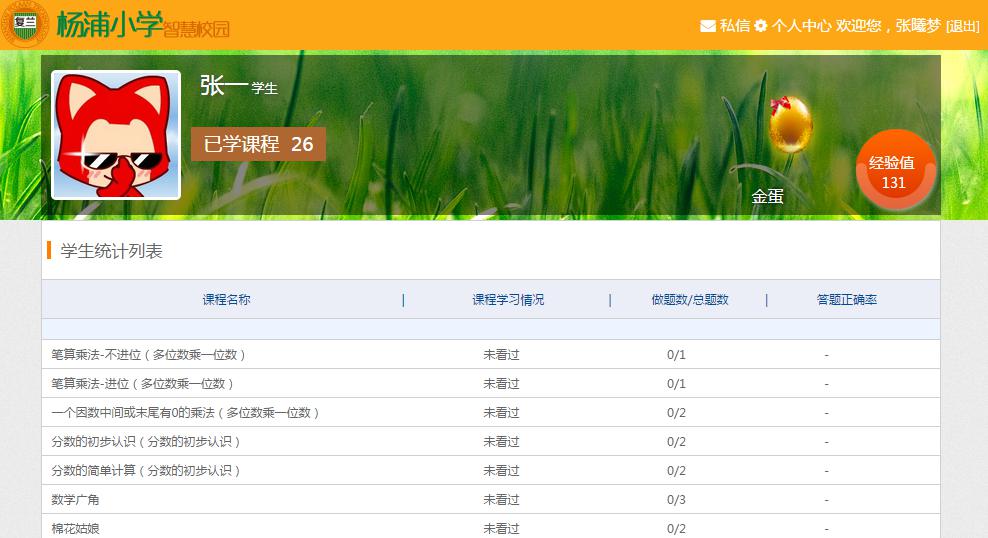 复兰 杨浦小学智慧校园 私信 个人中心 欢迎您，张曦梦 [退出]
张一 学生
已学课程 26
经验值
131
金蛋
学生统计列表
课程名称 | 课程学习情况 | 做题数/总题数 | 答题正确率
笔算乘法-不进位（多位数乘一位数） 未看过 0/1 -
笔算乘法-进位（多位数乘一位数） 未看过 0/1 -
一个因数中间或末尾有0的乘法（多位数乘一位数） 未看过 0/2 -
分数的初步认识（分数的初步认识） 未看过 0/2 -
分数的简单计算（分数的初步认识） 未看过 0/2 -
数学广角 未看过 0/3 -
棉花姑娘 未看过 0/2 -